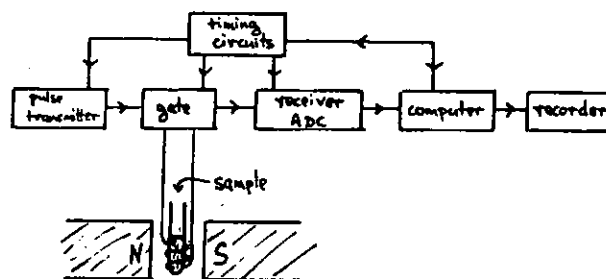 timing
circuits
pulse
transmitter
gate
receiver
ADC
computer
recorder
sample
N
S